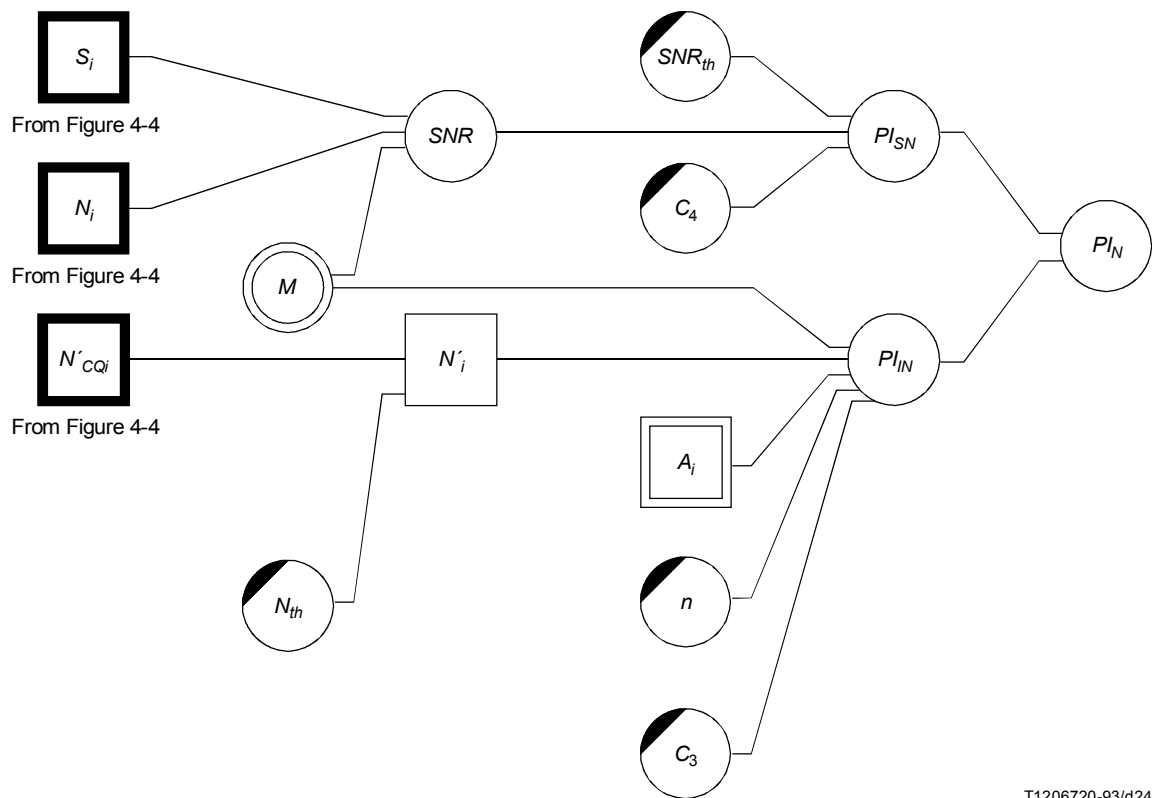 Si
From Figure 4-4
Ni
From Figure 4-4
N´CQi
From Figure 4-4
M
SNR
N´i
Nth
SNRth
C4
Ai
n
C3
PISN
PIIN
PIN
T1206720-93/d24